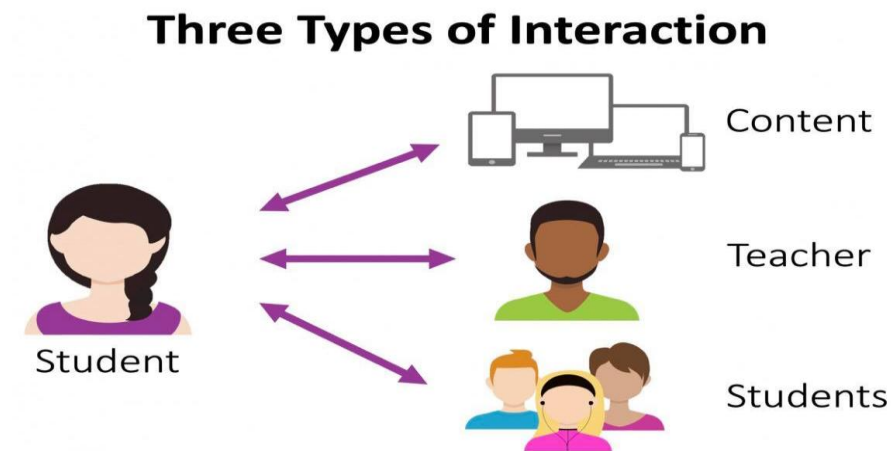 Three Types of Interaction
Content
Teacher
Student
Students